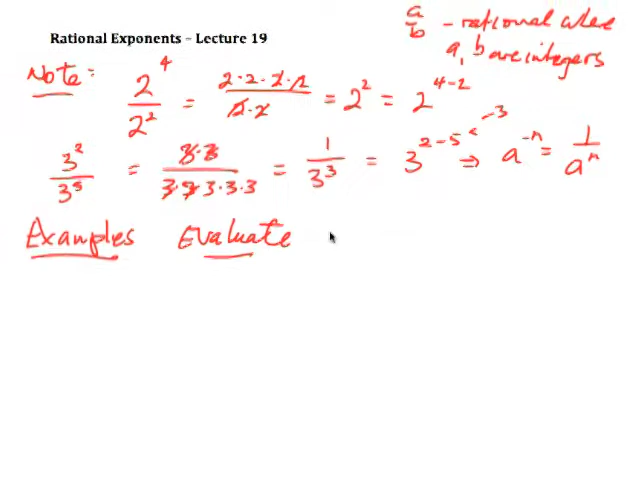 a/b - rational where
a, b are integers
Rational Exponents – Lecture 19
Note: 2^4/2^2 = 2·2·2·2/2·2 = 2^2 = 2^{4-2}
3^2/3^5 = 3·3/3·3·3·3·3 = 1/3^3 = 3^{2-5 = -3} ⇒ a^{-n} = 1/a^n
Examples Evaluate